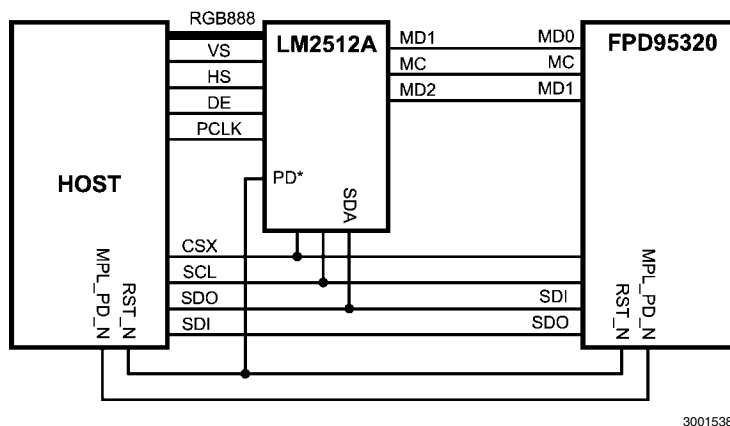 RGB888
LM2512A
FPD95320
VS
HS
DE
PCLK
MD1
MD0
MC
MC
MD2
MD1
HOST
PD*
SDA
CSX
SCL
SDO
SDI
SDI
SDO
MPL_PD_N
RST_N
RST_N
MPL_PD_N
3001538